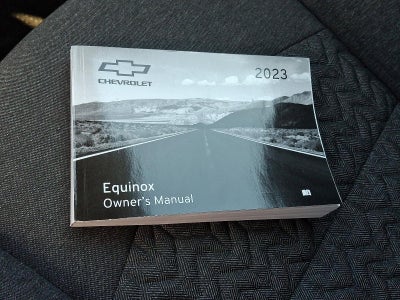 CHEVROLET
2023
Equinox
Owner's Manual